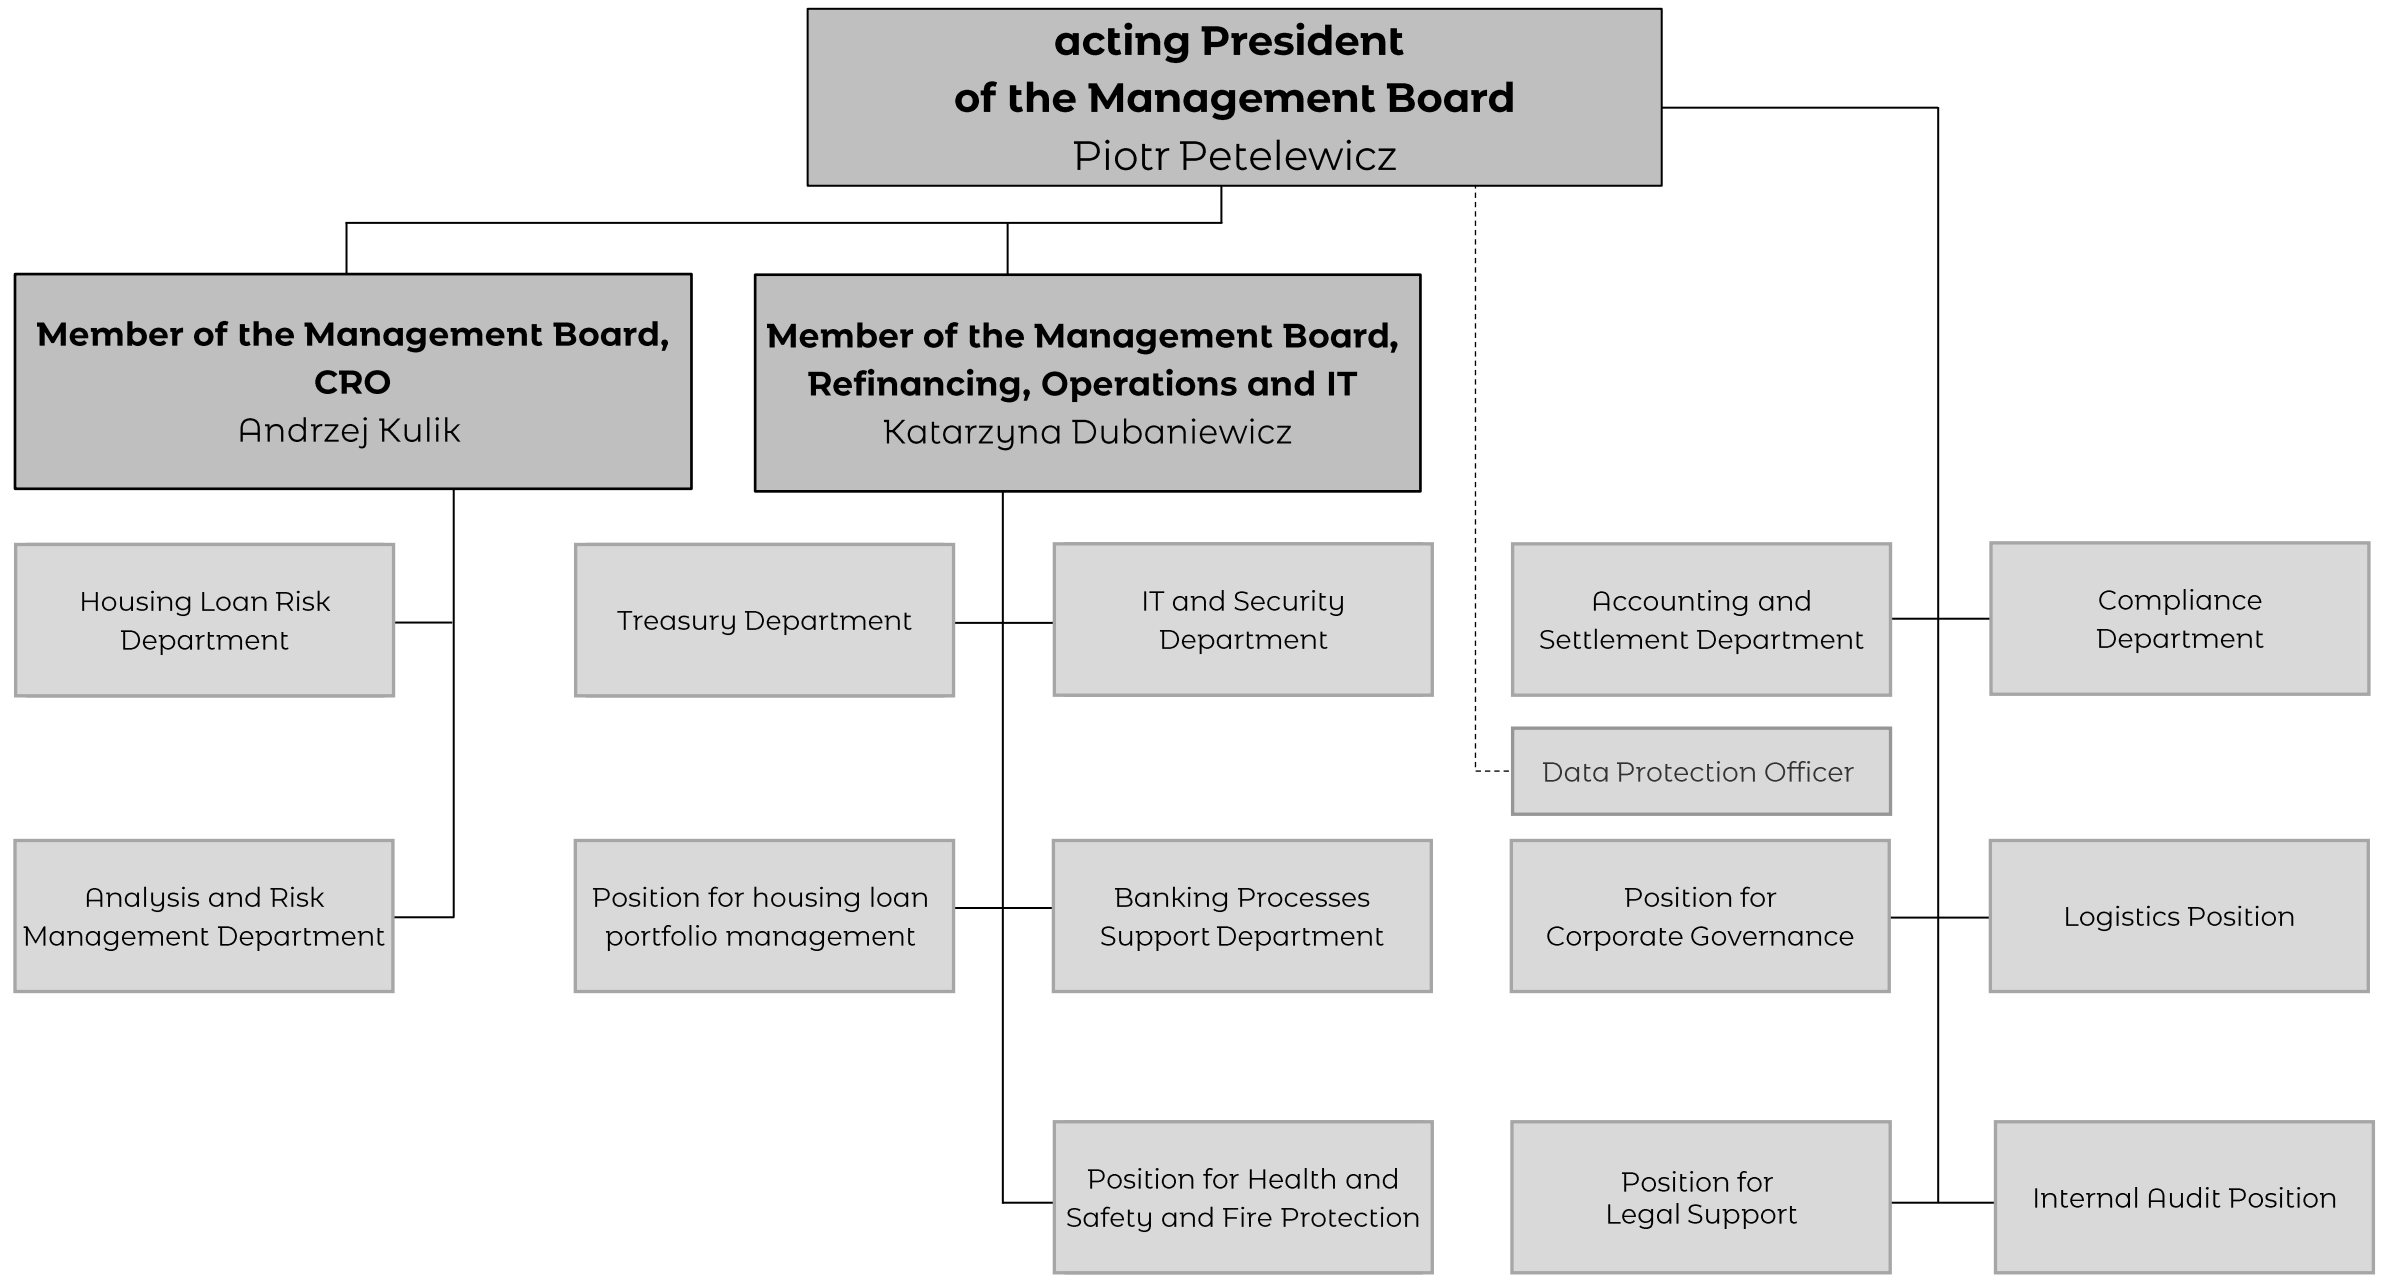 acting President
of the Management Board
Piotr Petelewicz
Member of the Management Board,
CRO
Andrzej Kulik
Member of the Management Board,
Refinancing, Operations and IT
Katarzyna Dubaniewicz
Housing Loan Risk
Department
Treasury Department
IT and Security
Department
Accounting and
Settlement Department
Compliance
Department
Data Protection Officer
Analysis and Risk
Management Department
Position for housing loan
portfolio management
Banking Processes
Support Department
Position for
Corporate Governance
Logistics Position
Position for Health and
Safety and Fire Protection
Position for
Legal Support
Internal Audit Position